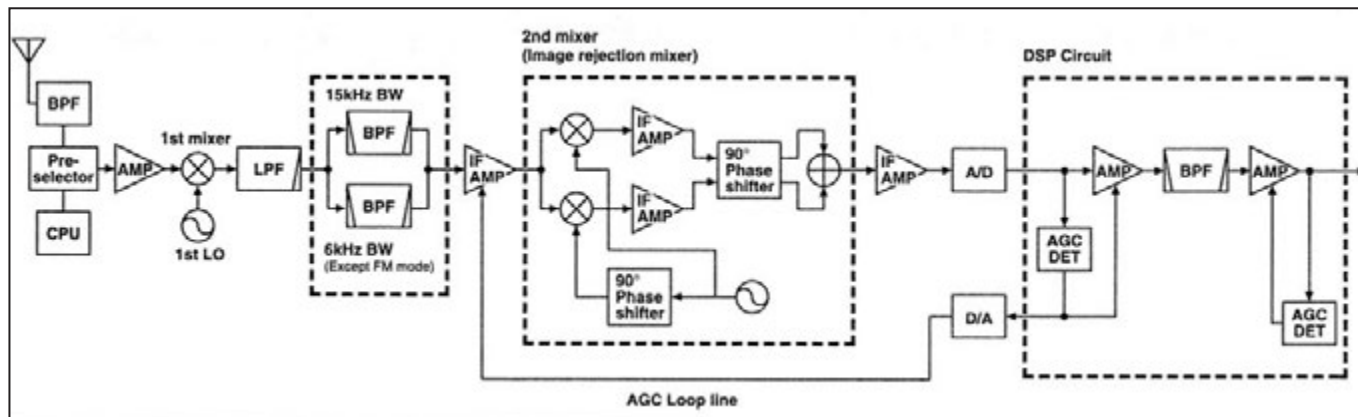 2nd mixer
(Image rejection mixer)
DSP Circuit
BPF
15kHz BW
BPF
1st mixer
IF
AMP
90°
Phase
shifter
Pre-
selector
AMP
LPF
IF
AMP
IF
AMP
A/D
AMP
BPF
AMP
BPF
IF
AMP
CPU
1st LO
6kHz BW
(Except FM mode)
AGC
DET
90°
Phase
shifter
D/A
AGC
DET
AGC Loop line